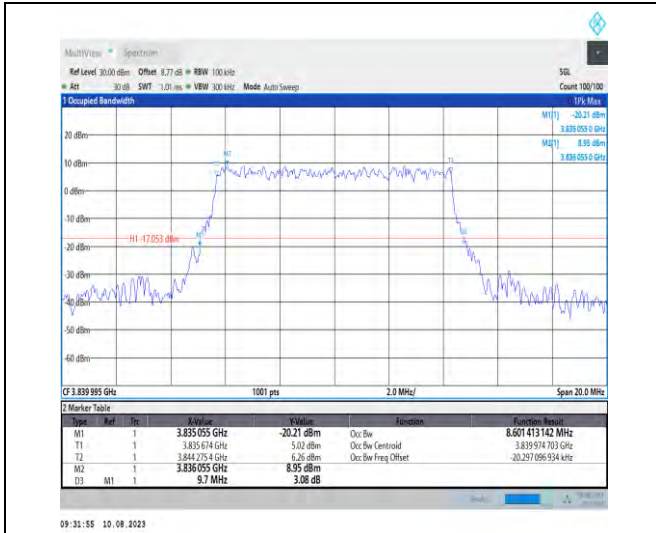 MultiView Spectrum
Ref Level 30.00 dBm Offset 8.77 dB RBW 100 kHz SGL
Att 30 dB SWT 1.01 ms VBW 300 kHz Mode Auto Sweep Count 100/100
1 Occupied Bandwidth 1Pk Max
M1[1] -20.21 dBm
3.835 055 0 GHz
M2[1] 8.95 dBm
3.836 055 0 GHz
20 dBm
M2
10 dBm
T2
0 dBm
-10 dBm
H1 -17.053 dBm
-20 dBm
-30 dBm
-40 dBm
-50 dBm
-60 dBm
CF 3.839 995 GHz 1001 pts 2.0 MHz/ Span 20.0 MHz
2 Marker Table
Type Ref Trc X-Value Y-Value Function Function Result
M1 1 3.835 055 GHz -20.21 dBm Occ Bw 8.601 413 142 MHz
T1 1 3.835 674 GHz 5.02 dBm Occ Bw Centroid 3.839 974 703 GHz
T2 1 3.844 275 4 GHz 6.26 dBm Occ Bw Freq Offset -20.297 096 934 kHz
M2 1 3.836 055 GHz 8.95 dBm
D3 M1 1 9.7 MHz 3.08 dB
09:31:55 10.08.2023